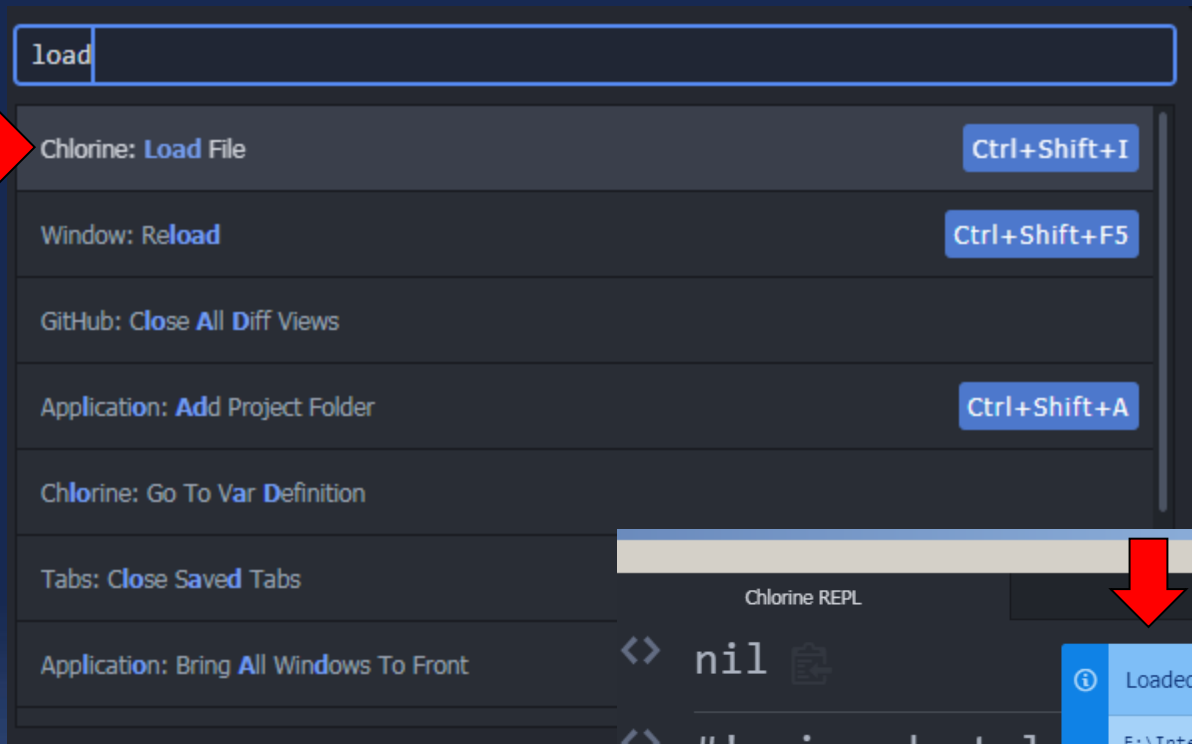 load
Chlorine: Load File Ctrl+Shift+I
Window: Reload Ctrl+Shift+F5
GitHub: Close All Diff Views
Application: Add Project Folder Ctrl+Shift+A
Chlorine: Go To Var Definition
Tabs: Close Saved Tabs
Application: Bring All Windows To Front
Chlorine REPL
nil
Loaded